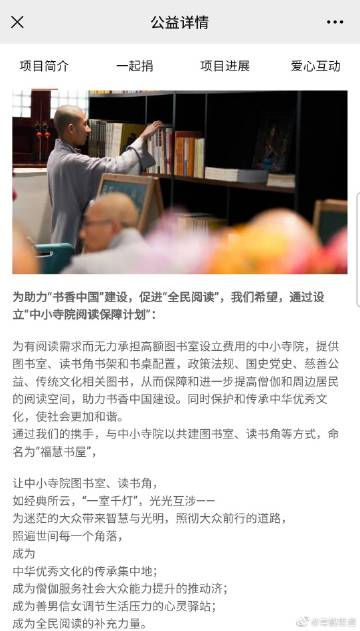 公益详情
项目简介 一起捐 项目进展 爱心互动
为助力“书香中国”建设，促进“全民阅读”，我们希望，通过设
立“中小寺院阅读保障计划”：
为有阅读需求而无力承担高额图书室设立费用的中小寺院，提供
图书室、读书角书架和书桌配置，政策法规、国史党史、慈善公
益、传统文化相关图书，从而保障和进一步提高僧伽和周边居民
的阅读空间，助力书香中国建设。同时保护和传承中华优秀文
化，使社会更加和谐。
通过我们的携手，与中小寺院以共建图书室、读书角等方式，命
名为“福慧书屋”，
让中小寺院图书室、读书角，
如经典所云，“一室千灯”，光光互涉——
为迷茫的大众带来智慧与光明，照彻大众前行的道路，
照遍世间每一个角落，
成为
中华优秀文化的传承集中地；
成为僧伽服务社会大众能力提升的推动济；
成为善男信女调节生活压力的心灵驿站；
成为全民阅读的补充力量。